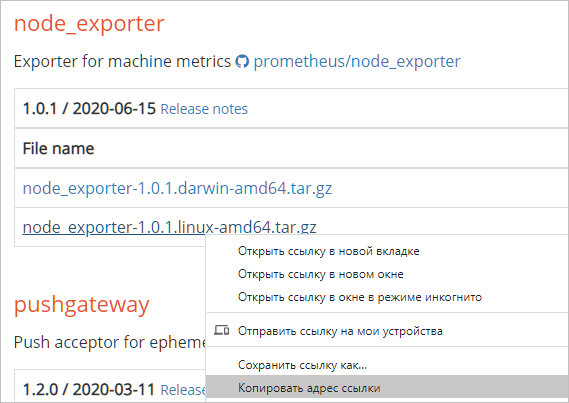 node_exporter
Exporter for machine metrics prometheus/node_exporter
1.0.1 / 2020-06-15 Release notes
File name
node_exporter-1.0.1.darwin-amd64.tar.gz
node_exporter-1.0.1.linux-amd64.tar.gz
Открыть ссылку в новой вкладке
Открыть ссылку в новом окне
Открыть ссылку в окне в режиме инкогнито
Отправить ссылку на мои устройства
Сохранить ссылку как...
Копировать адрес ссылки
pushgateway
Push acceptor for
1.2.0 / 2020-03-11 Release